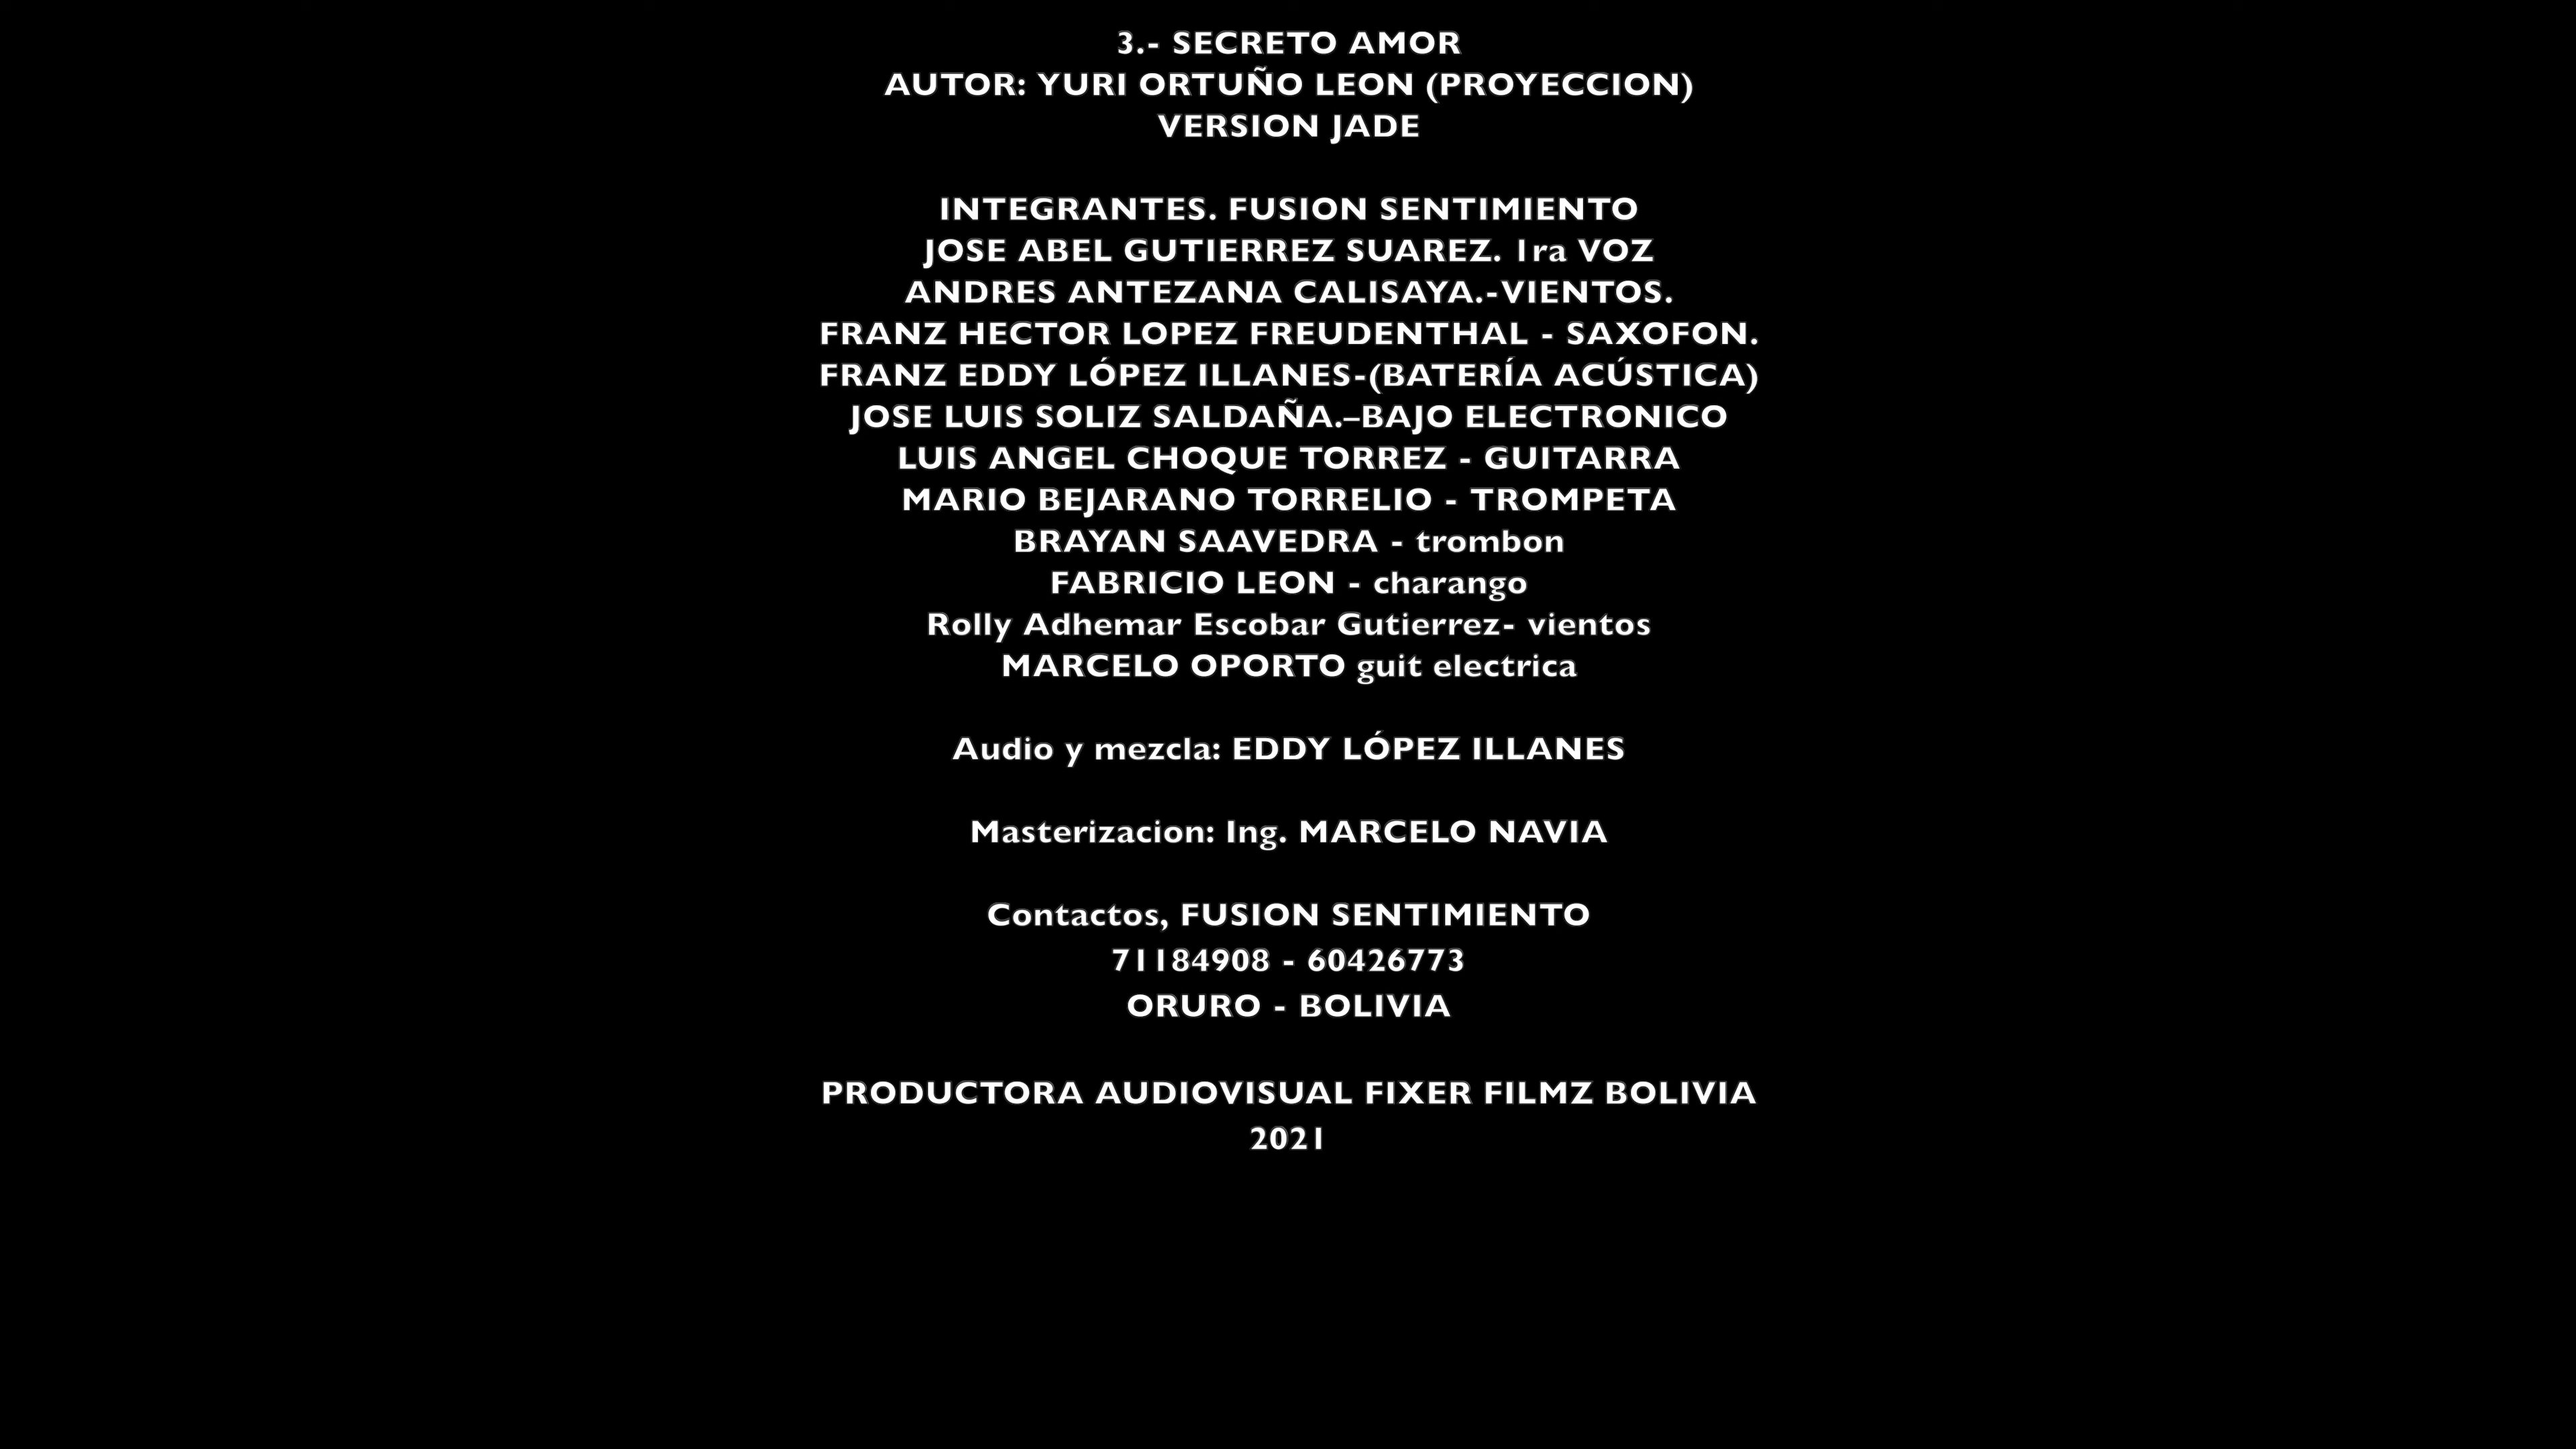 3.- SECRETO AMOR
AUTOR: YURI ORTUÑO LEON (PROYECCION)
VERSION JADE
INTEGRANTES. FUSION SENTIMIENTO
JOSE ABEL GUTIERREZ SUAREZ. 1ra VOZ
ANDRES ANTEZANA CALISAYA.-VIENTOS.
FRANZ HECTOR LOPEZ FREUDENTHAL - SAXOFON.
FRANZ EDDY LÓPEZ ILLANES-(BATERÍA ACÚSTICA)
JOSE LUIS SOLIZ SALDAÑA.–BAJO ELECTRONICO
LUIS ANGEL CHOQUE TORREZ - GUITARRA
MARIO BEJARANO TORRELIO - TROMPETA
BRAYAN SAAVEDRA - trombon
FABRICIO LEON - charango
Rolly Adhemar Escobar Gutierrez- vientos
MARCELO OPORTO guit electrica
Audio y mezcla: EDDY LÓPEZ ILLANES
Masterizacion: Ing. MARCELO NAVIA
Contactos, FUSION SENTIMIENTO
71184908 - 60426773
ORURO - BOLIVIA
PRODUCTORA AUDIOVISUAL FIXER FILMZ BOLIVIA
2021